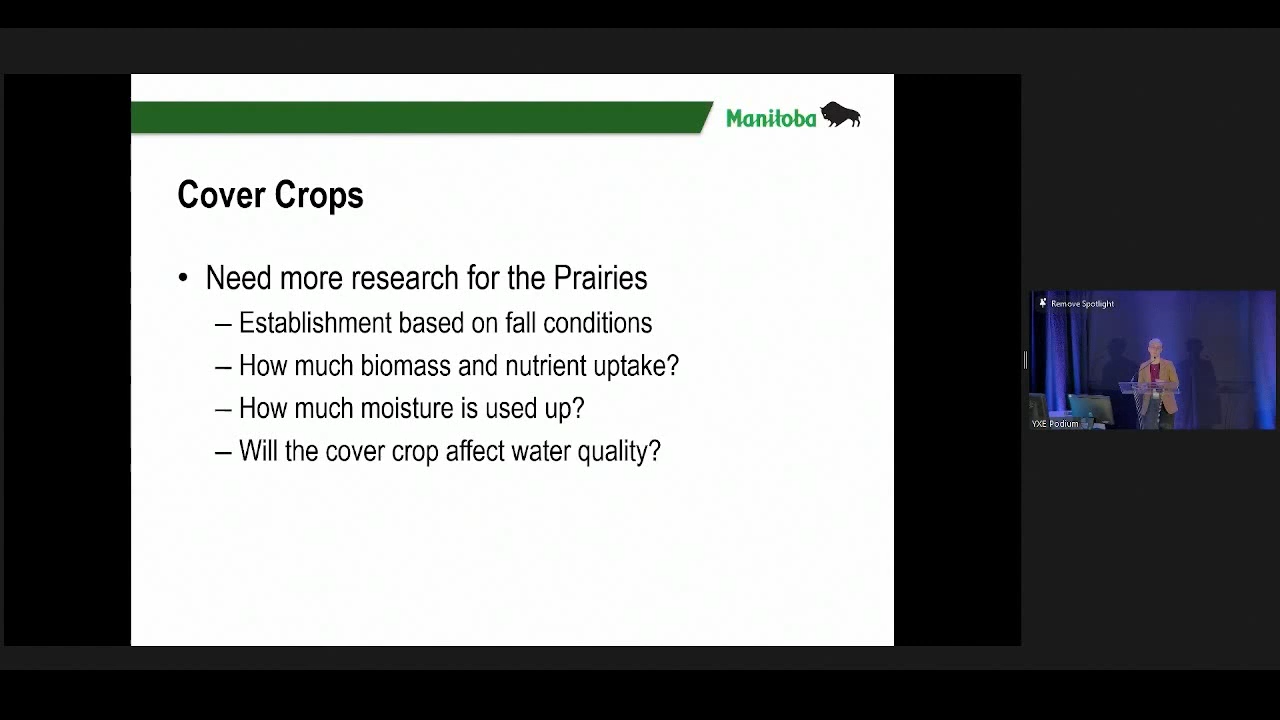 Manitoba
Cover Crops
• Need more research for the Prairies
– Establishment based on fall conditions
– How much biomass and nutrient uptake?
– How much moisture is used up?
– Will the cover crop affect water quality?
Remove Spotlight
YXE Podium